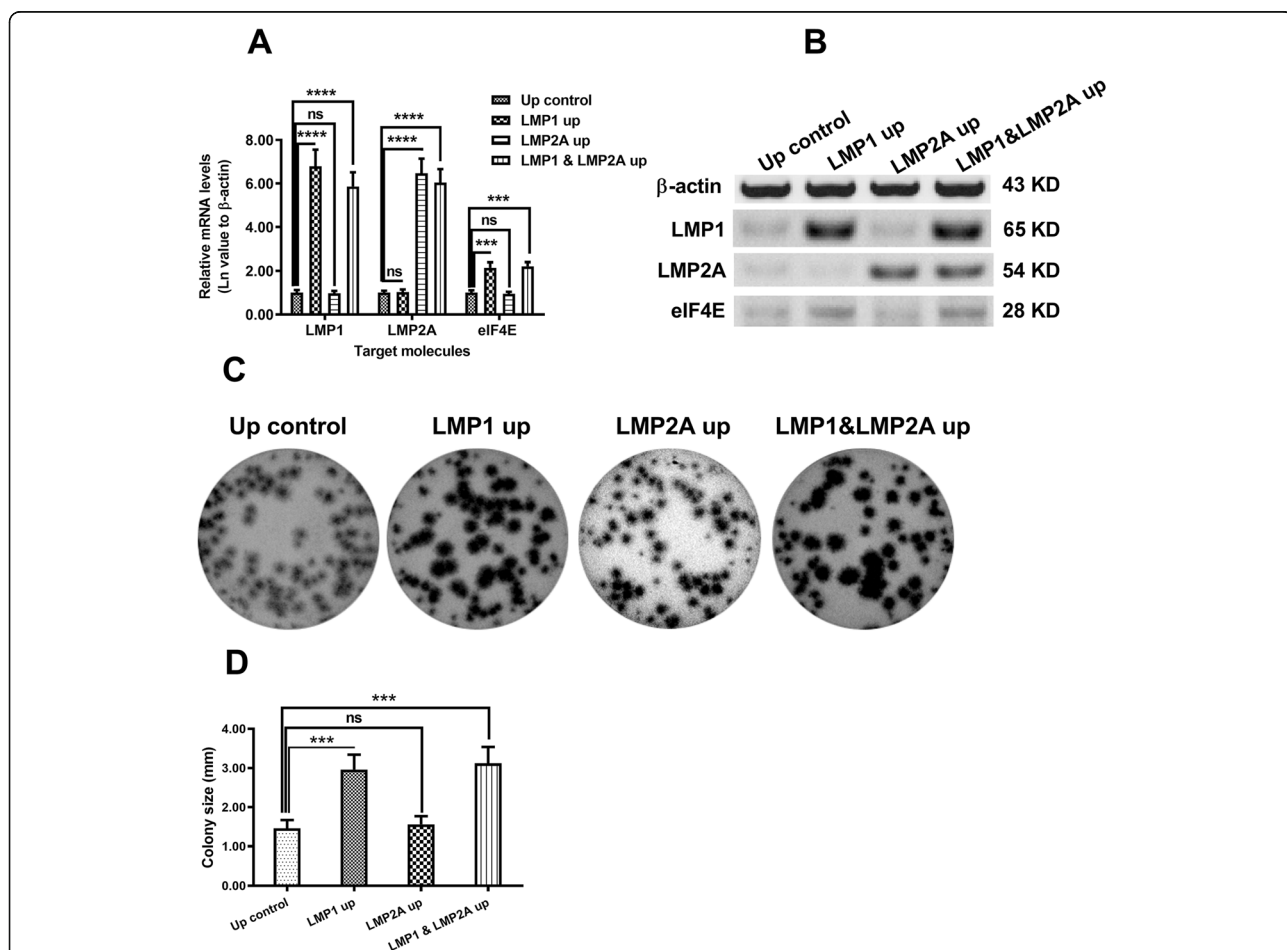 A
Relative mRNA levels
(Ln value to β-actin)
8.00
6.00
4.00
2.00
0.00
****
ns
****
****
****
ns
***
ns
***
LMP1
LMP2A
eIF4E
Target molecules
Up control
LMP1 up
LMP2A up
LMP1 & LMP2A up
B
Up control
LMP1 up
LMP2A up
LMP1&LMP2A up
β-actin 43 KD
LMP1 65 KD
LMP2A 54 KD
eIF4E 28 KD
C
Up control
LMP1 up
LMP2A up
LMP1&LMP2A up
D
Colony size (mm)
4.00
3.00
2.00
1.00
0.00
***
ns
***
Up control
LMP1 up
LMP2A up
LMP1 & LMP2A up